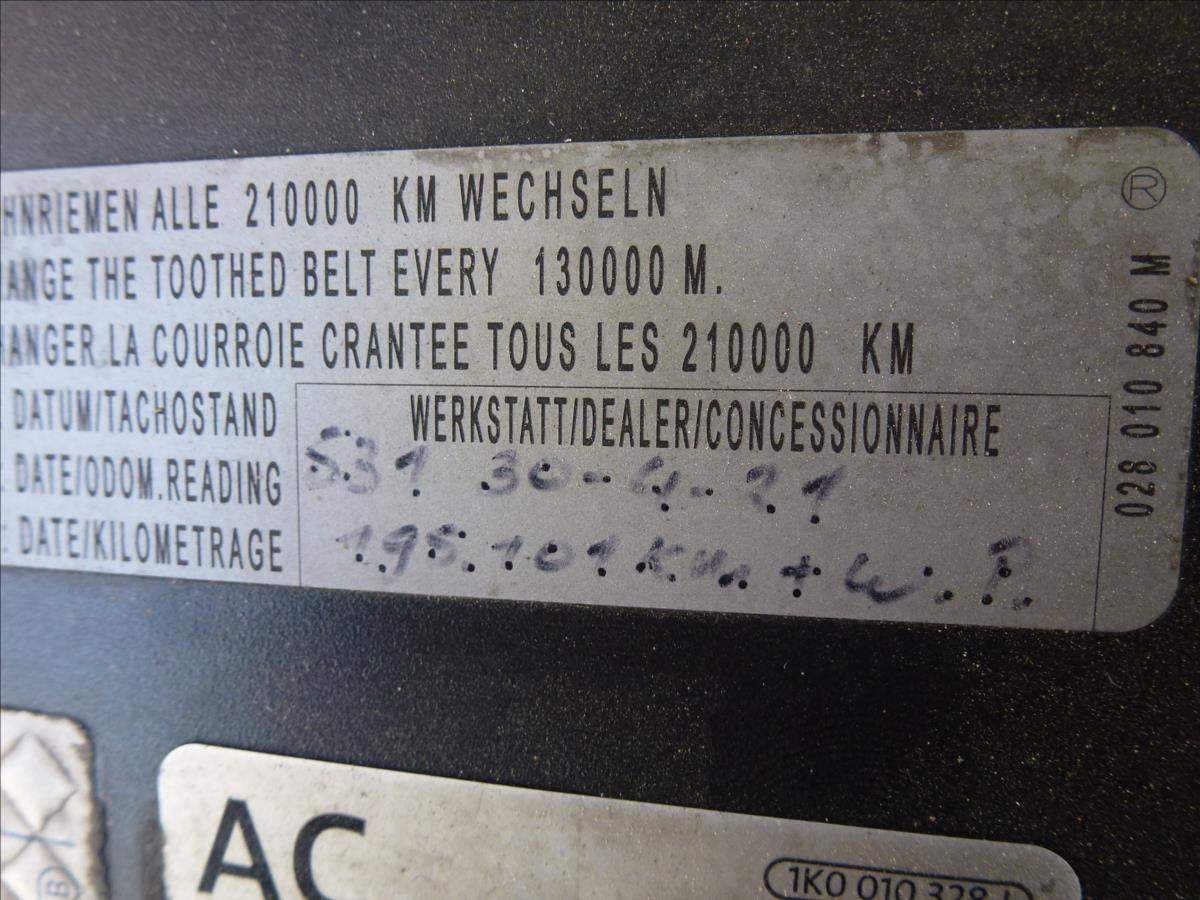 HNRIEMEN ALLE 210000 KM WECHSELN
ANGE THE TOOTHED BELT EVERY 130000 M.
ANGER LA COURROIE CRANTEE TOUS LES 210000 KM
DATUM/TACHOSTAND
WERKSTATT/DEALER/CONCESSIONNAIRE
: DATE/ODOM.READING
S31 30-4-21
: DATE/KILOMETRAGE
195.101 Km + W.P.
®
028 010 840 M
AC
1K0 010 328
B